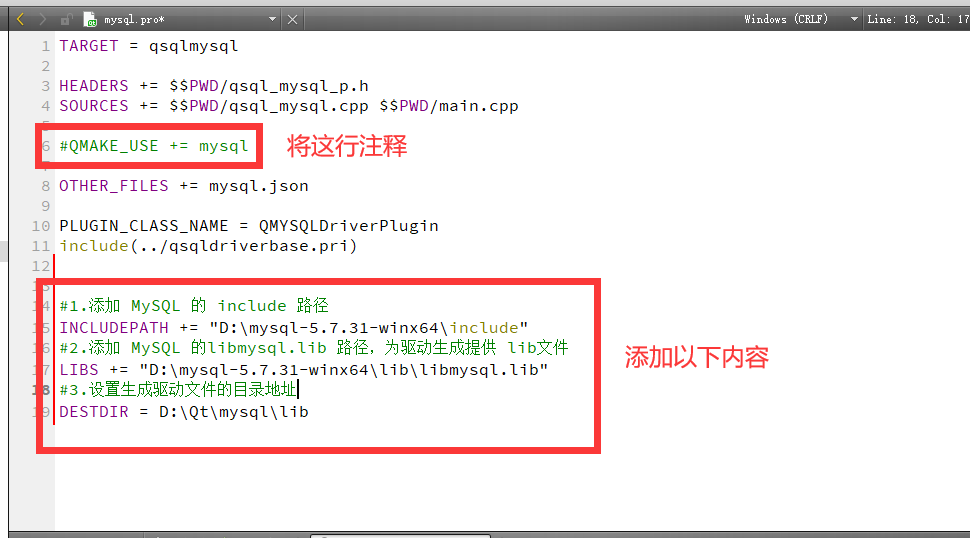 mysql.pro* Windows (CRLF) Line: 18, Col: 17
1 TARGET = qsqlmysql
2
3 HEADERS += $$PWD/qsql_mysql_p.h
4 SOURCES += $$PWD/qsql_mysql.cpp $$PWD/main.cpp
6 #QMAKE_USE += mysql 将这行注释
8 OTHER_FILES += mysql.json
9
10 PLUGIN_CLASS_NAME = QMYSQLDriverPlugin
11 include(../qsqldriverbase.pri)
12
13
14 #1.添加 MySQL 的 include 路径
15 INCLUDEPATH += "D:\mysql-5.7.31-winx64\include"
16 #2.添加 MySQL 的libmysql.lib 路径，为驱动生成提供 lib文件
添加以下内容
17 LIBS += "D:\mysql-5.7.31-winx64\lib\libmysql.lib"
18 #3.设置生成驱动文件的目录地址
19 DESTDIR = D:\Qt\mysql\lib